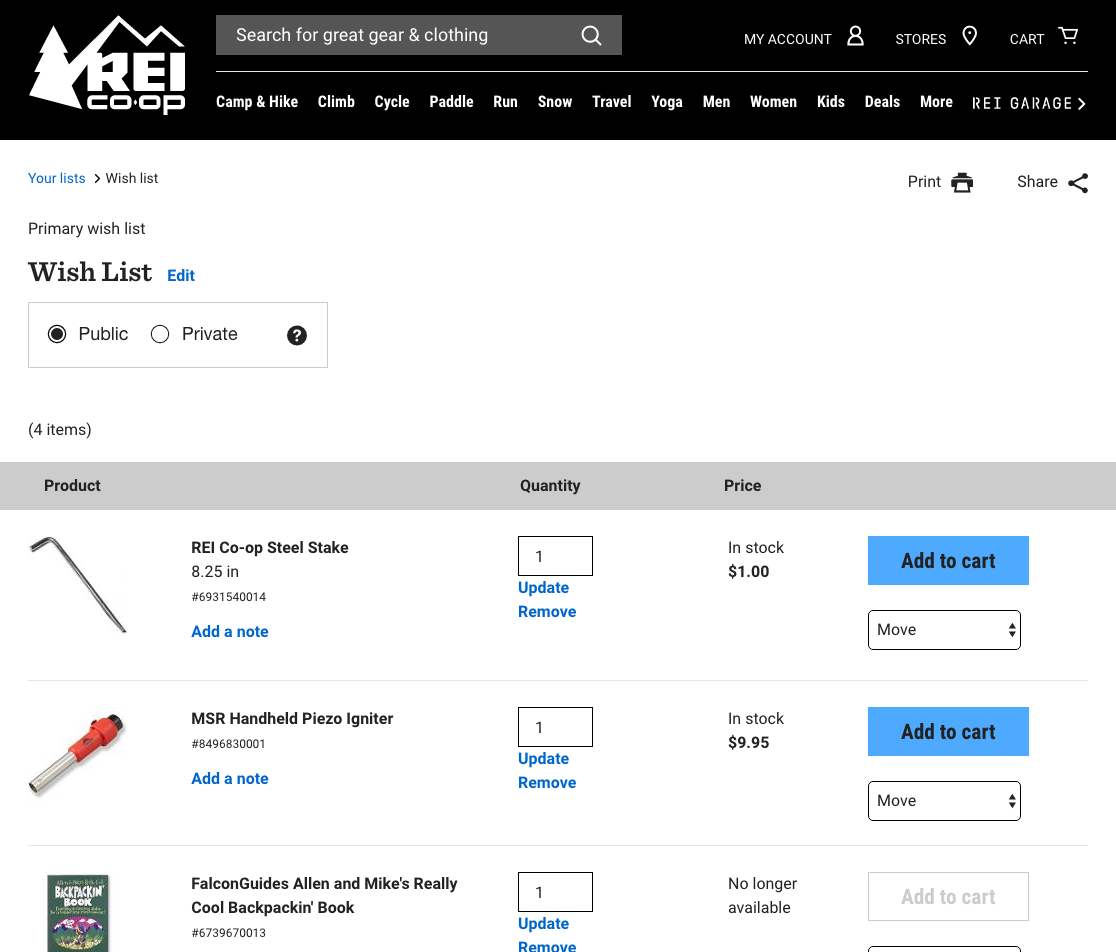 REI
co·op
Search for great gear & clothing
MY ACCOUNT STORES CART
Camp & Hike Climb Cycle Paddle Run Snow Travel Yoga Men Women Kids Deals More REI GARAGE
Your lists Wish list
Print Share
Primary wish list
Wish List Edit
Public Private ?
(4 items)
Product Quantity Price
REI Co-op Steel Stake
8.25 in
#6931540014
Add a note
1
Update
Remove
In stock
$1.00
Add to cart
Move
MSR Handheld Piezo Igniter
#8496830001
Add a note
1
Update
Remove
In stock
$9.95
Add to cart
Move
BACKPACKIN'
BOOK
FalconGuides Allen and Mike's Really
Cool Backpackin' Book
#6739670013
1
Update
Remove
No longer
available
Add to cart